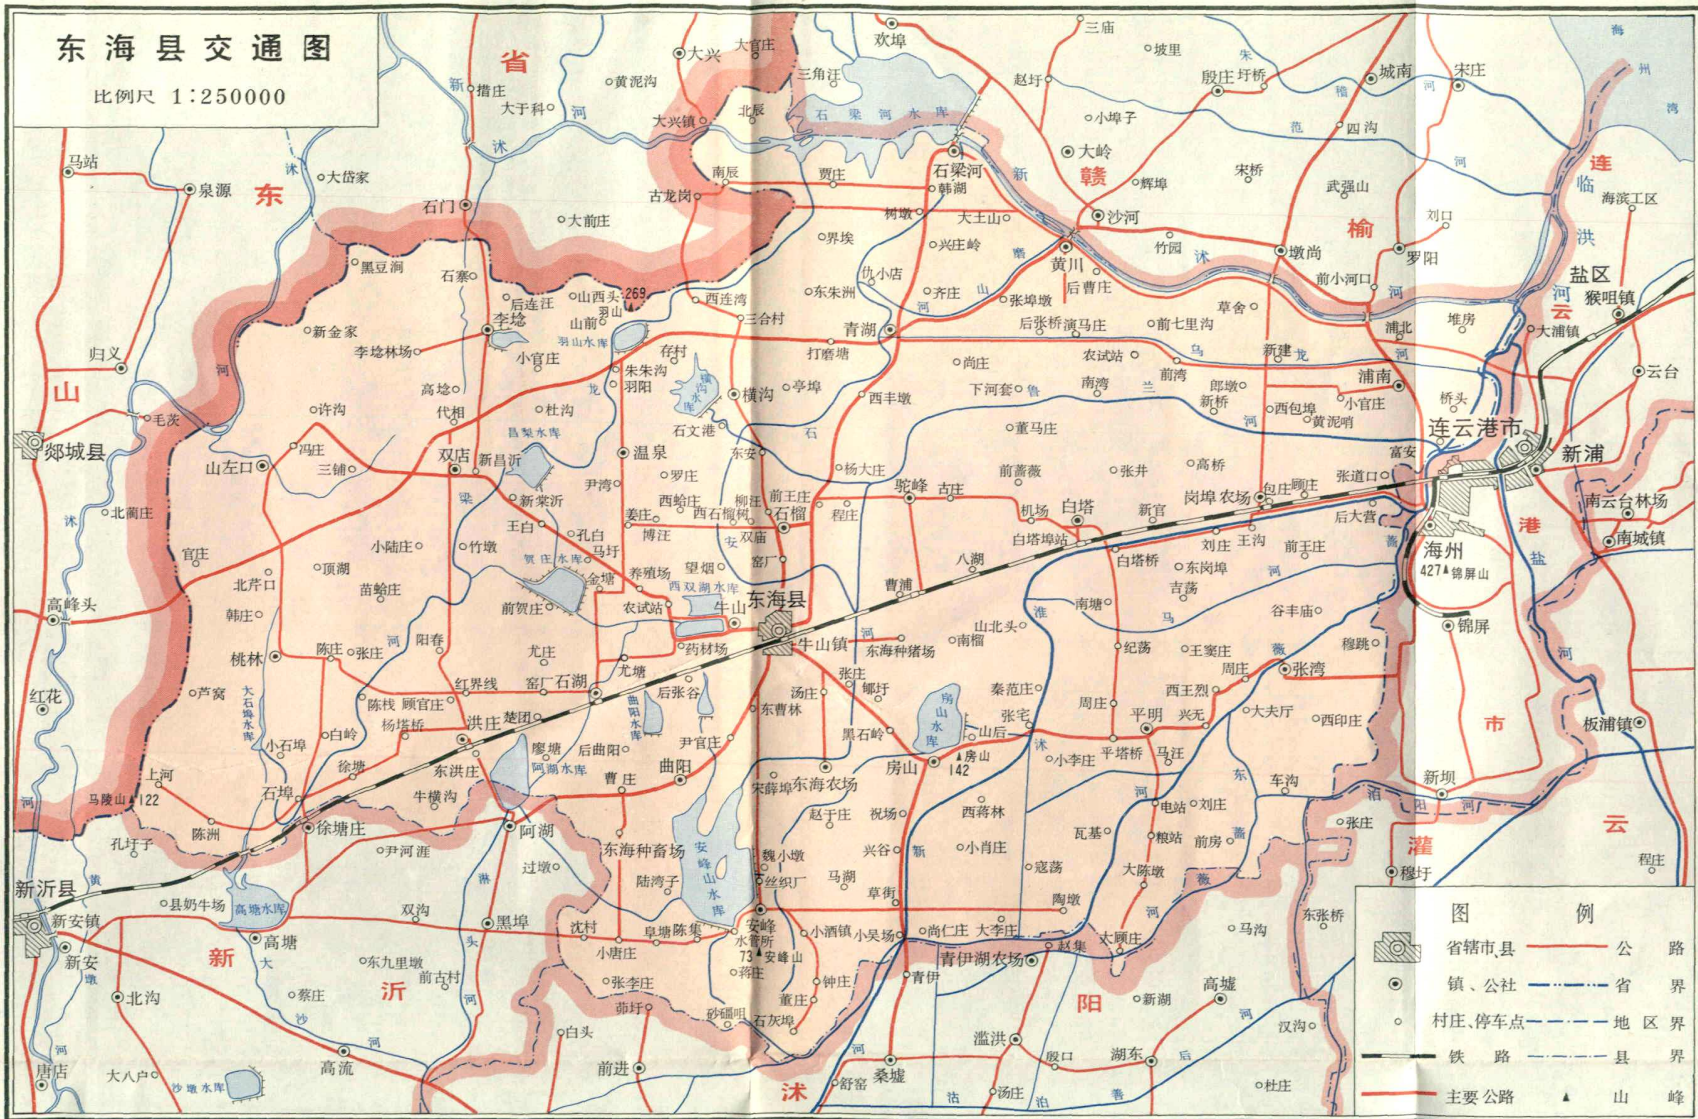 东海县交通图
比例尺 1:250000
省
东
山
新
沂
沭
阳
灌
云
赣
榆
连
云
港
市
海
州
湾
马站
泉源
大岱家
归义
毛茨
郯城县
北蔺庄
高峰头
红花
新沂县
新安镇
新安
唐店
北沟
大八户
沙墩水库
高流
蔡庄
东九里墩
前古村
县奶牛场
高塘水库
高塘
双沟
黑埠
尹河涯
徐塘庄
孔圩子
马陵山 122
上河
陈洲
石埠
徐塘
小石埠
白岭
大石埠水库
芦窝
桃林
韩庄
北芹口
官庄
顶湖
苗蛤庄
小陆庄
陈庄
张庄
阳春
陈栈
顾官庄
杨塔桥
红界线
洪庄
楚团
东洪庄
牛横沟
阿湖
阿湖水库
廖塘
后曲阳
曹庄
过墩
窑厂
石湖
尤庄
尤塘
后张谷
曲阳水库
尹官庄
曲阳
东海种畜场
陆湾子
沈村
小唐庄
阜塘
陈集
张李庄
茆圩
白头
前进
砂礓咀
石灰埠
董庄
钟庄
蒋庄
安峰
水管所
73 安峰山
安峰山水库
魏小墩
丝织厂
小酒镇
小吴场
宋薛埠
东海农场
赵于庄
马湖
祝场
兴谷
草街
尚仁庄
大李庄
陶墩
寇荡
小肖庄
西蒋林
房山
房山 142
房山水库
山后
张宅
秦范庄
小李庄
黑石岭
东曹林
汤庄
张庄
邮圩
东海种猪场
南榴
山北头
牛山镇
东海县
牛山
药材场
农试站
西双湖水库
养殖场
望烟
窑厂
双庙
石榴
前王庄
柳汪
西石榴树
西蛤庄
罗庄
尹湾
姜庄
博汪
马圩
孔白
金塘
贺庄水库
前贺庄
王白
竹墩
新棠沂
新昌沂
昌梨水库
双店
代相
高埝
杜沟
温泉
石文港
东安
横沟
横沟水库
存村
朱朱沟
羽阳
羽山水库
羽山 269
山西头
山前
后连汪
李埝
小官庄
李埝林场
石寨
黑豆涧
新金家
许沟
冯庄
三铺
山左口
石门
措庄
大于科
黄泥沟
大前庄
大兴
大官庄
大兴镇
北辰
南辰
古龙岗
三角汪
石梁河水库
欢埠
赵圩
三庙
坡里
殷庄
圩桥
城南
宋庄
小埠子
大岭
四沟
辉埠
宋桥
武强山
刘口
罗阳
海滨工区
石梁河
韩湖
贾庄
树墩
大土山
沙河
竹园
墩尚
前小河口
界埃
兴庄岭
仇小店
东朱洲
齐庄
张埠墩
黄川
后曹庄
草舍
西连湾
三合村
青湖
打磨塘
后张桥
演马庄
前七里沟
浦北
堆房
盐区
猴咀镇
大浦镇
云台
尚庄
农试站
前湾
新建
浦南
郎墩
小官庄
桥头
亭埠
西丰墩
下河套
南湾
新桥
西包埠
黄泥哨
连云港市
新浦
富安
董马庄
杨大庄
前蔷薇
张井
高桥
包庄
顾庄
张道口
驼峰
古庄
程庄
机场
白塔
白塔埠站
新官
岗埠农场
后大营
南云台林场
南城镇
海州
427 锦屏山
锦屏
刘庄
王沟
前王庄
白塔桥
东岗埠
吉荡
谷丰庙
穆跳
八湖
曹浦
南塘
纪荡
王窦庄
周庄
张湾
西王烈
大夫厅
西印庄
周庄
平明
兴无
平塔桥
马汪
车沟
电站
刘庄
粮站
前房
瓦基
大陈墩
大顾庄
赵集
青伊湖农场
青伊
新湖
高墟
马沟
东张桥
汉沟
杜庄
滥洪
殷口
湖东
汤庄
桑墟
舒窑
新坝
张庄
穆圩
板浦镇
程庄
图例
省辖市、县
公路
镇、公社
省界
村庄、停车点
地区界
铁路
县界
主要公路
山峰